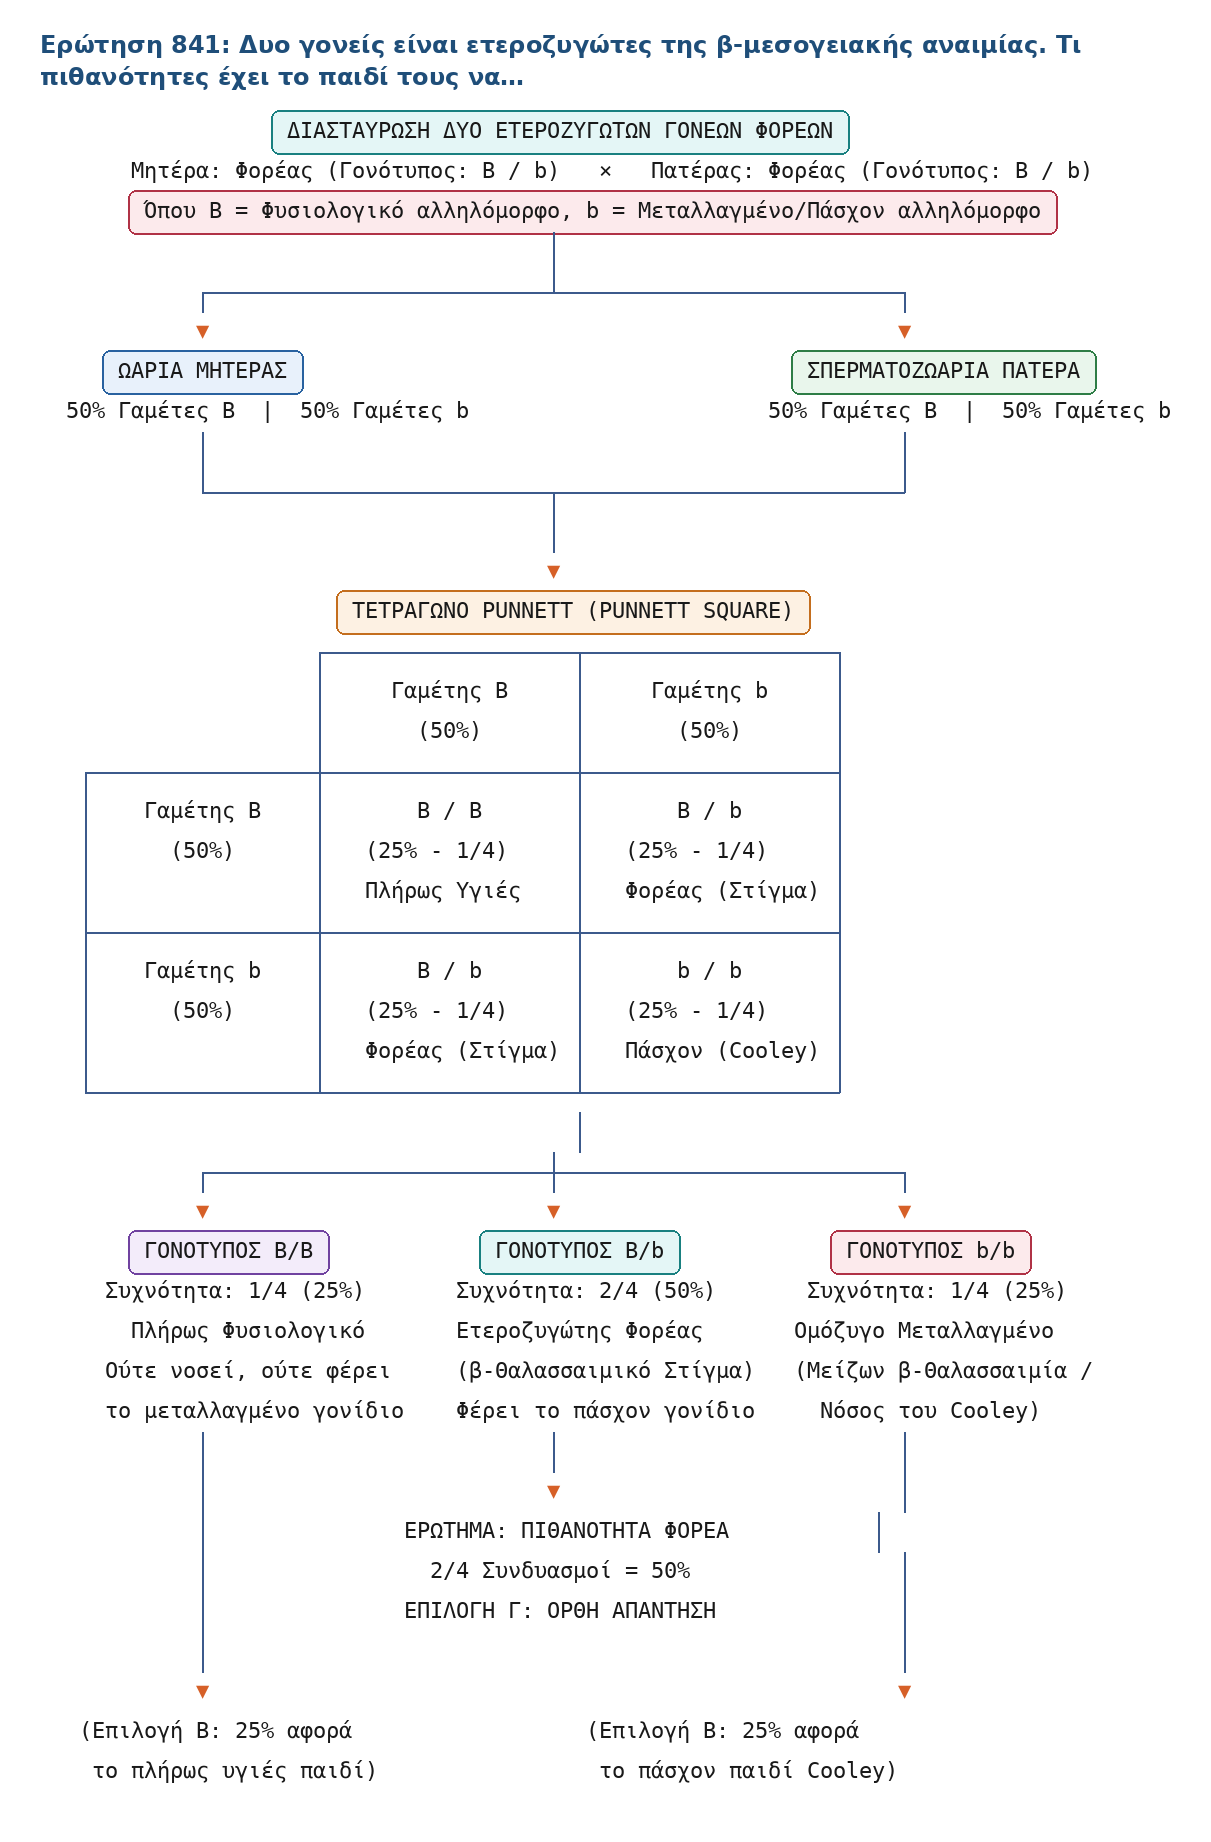 Ερώτηση 841: Δυο γονείς είναι ετεροζυγώτες της β-μεσογειακής αναιμίας. Τι
πιθανότητες έχει το παιδί τους να...
ΔΙΑΣΤΑΥΡΩΣΗ ΔΥΟ ΕΤΕΡΟΖΥΓΩΤΩΝ ΓΟΝΕΩΝ ΦΟΡΕΩΝ
Μητέρα: Φορέας (Γονότυπος: B / b) × Πατέρας: Φορέας (Γονότυπος: B / b)
Όπου B = Φυσιολογικό αλληλόμορφο, b = Μεταλλαγμένο/Πάσχον αλληλόμορφο
▼ ▼
ΩΑΡΙΑ ΜΗΤΕΡΑΣ ΣΠΕΡΜΑΤΟΖΩΑΡΙΑ ΠΑΤΕΡΑ
50% Γαμέτες B | 50% Γαμέτες b 50% Γαμέτες B | 50% Γαμέτες b
▼
ΤΕΤΡΑΓΩΝΟ PUNNETT (PUNNETT SQUARE)
Γαμέτης B Γαμέτης b
(50%) (50%)
Γαμέτης B B / B B / b
(50%) (25% - 1/4) (25% - 1/4)
Πλήρως Υγιές Φορέας (Στίγμα)
Γαμέτης b B / b b / b
(50%) (25% - 1/4) (25% - 1/4)
Φορέας (Στίγμα) Πάσχον (Cooley)
▼ ▼ ▼
ΓΟΝΟΤΥΠΟΣ B/B ΓΟΝΟΤΥΠΟΣ B/b ΓΟΝΟΤΥΠΟΣ b/b
Συχνότητα: 1/4 (25%) Συχνότητα: 2/4 (50%) Συχνότητα: 1/4 (25%)
Πλήρως Φυσιολογικό Ετεροζυγώτης Φορέας Ομόζυγο Μεταλλαγμένο
Ούτε νοσεί, ούτε φέρει (β-Θαλασσαιμικό Στίγμα) (Μείζων β-Θαλασσαιμία /
το μεταλλαγμένο γονίδιο Φέρει το πάσχον γονίδιο Νόσος του Cooley)
▼
ΕΡΩΤΗΜΑ: ΠΙΘΑΝΟΤΗΤΑ ΦΟΡΕΑ
2/4 Συνδυασμοί = 50%
ΕΠΙΛΟΓΗ Γ: ΟΡΘΗ ΑΠΑΝΤΗΣΗ
▼ ▼
(Επιλογή Β: 25% αφορά (Επιλογή Β: 25% αφορά
το πλήρως υγιές παιδί) το πάσχον παιδί Cooley)